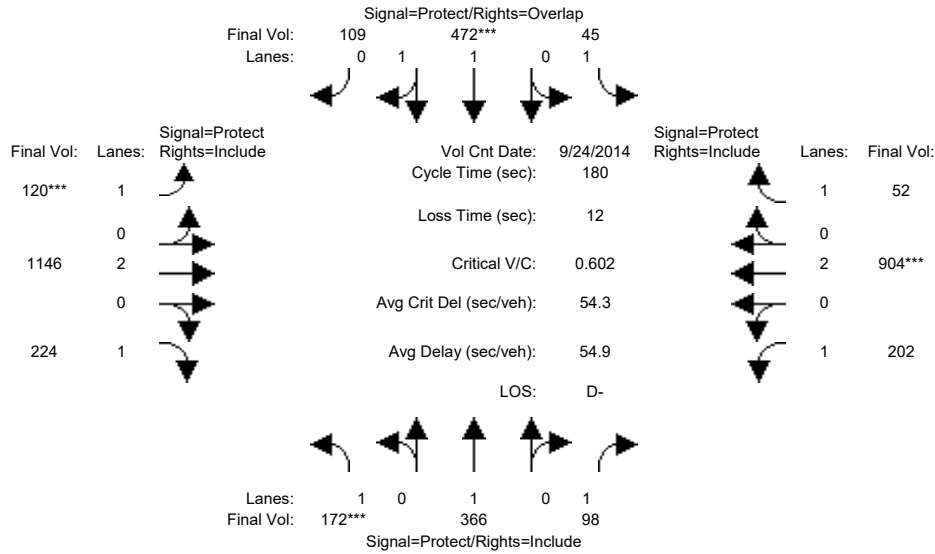 Signal=Protect/Rights=Overlap
Final Vol: 109 472*** 45
Lanes: 0 1 1 0 1
Signal=Protect
Final Vol: Lanes: Rights=Include
Vol Cnt Date: 9/24/2014
Signal=Protect
Rights=Include Lanes: Final Vol:
Cycle Time (sec): 180
120*** 1
1 52
Loss Time (sec): 12
0
0
1146 2
Critical V/C: 0.602
2 904***
0
Avg Crit Del (sec/veh): 54.3
0
224 1
Avg Delay (sec/veh): 54.9
1 202
LOS: D-
Lanes: 1 0 1 0 1
Final Vol: 172*** 366 98
Signal=Protect/Rights=Include